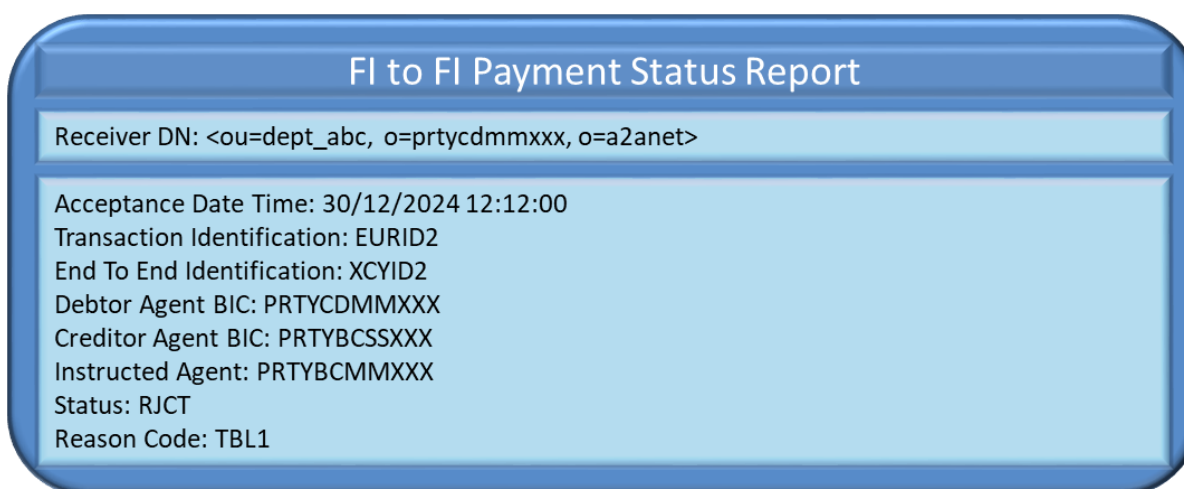 FI to FI Payment Status Report
Receiver DN: <ou=dept_abc, o=prtycdmmxxx, o=a2anet>
Acceptance Date Time: 30/12/2024 12:12:00
Transaction Identification: EURID2
End To End Identification: XCYID2
Debtor Agent BIC: PRTYCDMMXXX
Creditor Agent BIC: PRTYBCSSXXX
Instructed Agent: PRTYBCMMXXX
Status: RJCT
Reason Code: TBL1